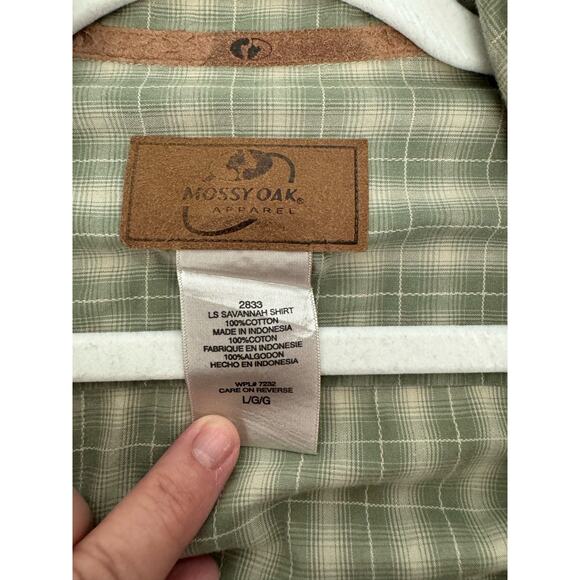 MOSSY OAK®
APPAREL
2833
LS SAVANNAH SHIRT
100%COTTON
MADE IN INDONESIA
100%COTON
FABRIQUE EN INDONESIE
100%ALGODON
HECHO EN INDONESIE
WPL# 7232
CARE ON REVERSE
L/G/G